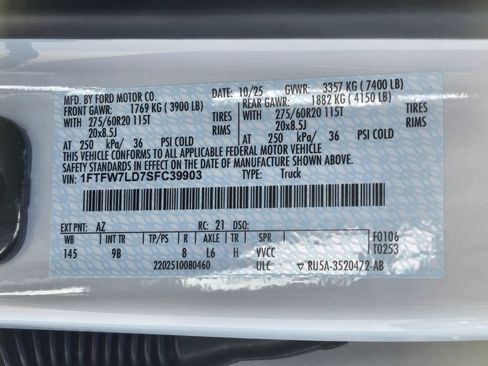 MFD. BY FORD MOTOR CO. 10/25 GVWR: 3357 KG (7400 LB)
FRONT GAWR: 1769 KG (3900 LB) REAR GAWR: 1882 KG (4150 LB)
WITH 275/60R20 115T TIRES WITH 275/60R20 115T TIRES
20x8.5J RIMS 20x8.5J RIMS
AT 250 kPa/ 36 PSI COLD AT 250 kPa/ 36 PSI COLD
THIS VEHICLE CONFORMS TO ALL APPLICABLE FEDERAL MOTOR VEHICLE
SAFETY STANDARDS IN EFFECT ON THE DATE OF MANUFACTURE SHOWN ABOVE.
VIN: 1FTFW7LD7SFC39903 TYPE: Truck
EXT PNT: AZ RC: 21 DSO: F0106
WB INT TR TP/PS R AXLE TR SPR T0253
145 9B 8 L6 H VVCC
2202510080460 ULC ▽RU5A-3520472-AB